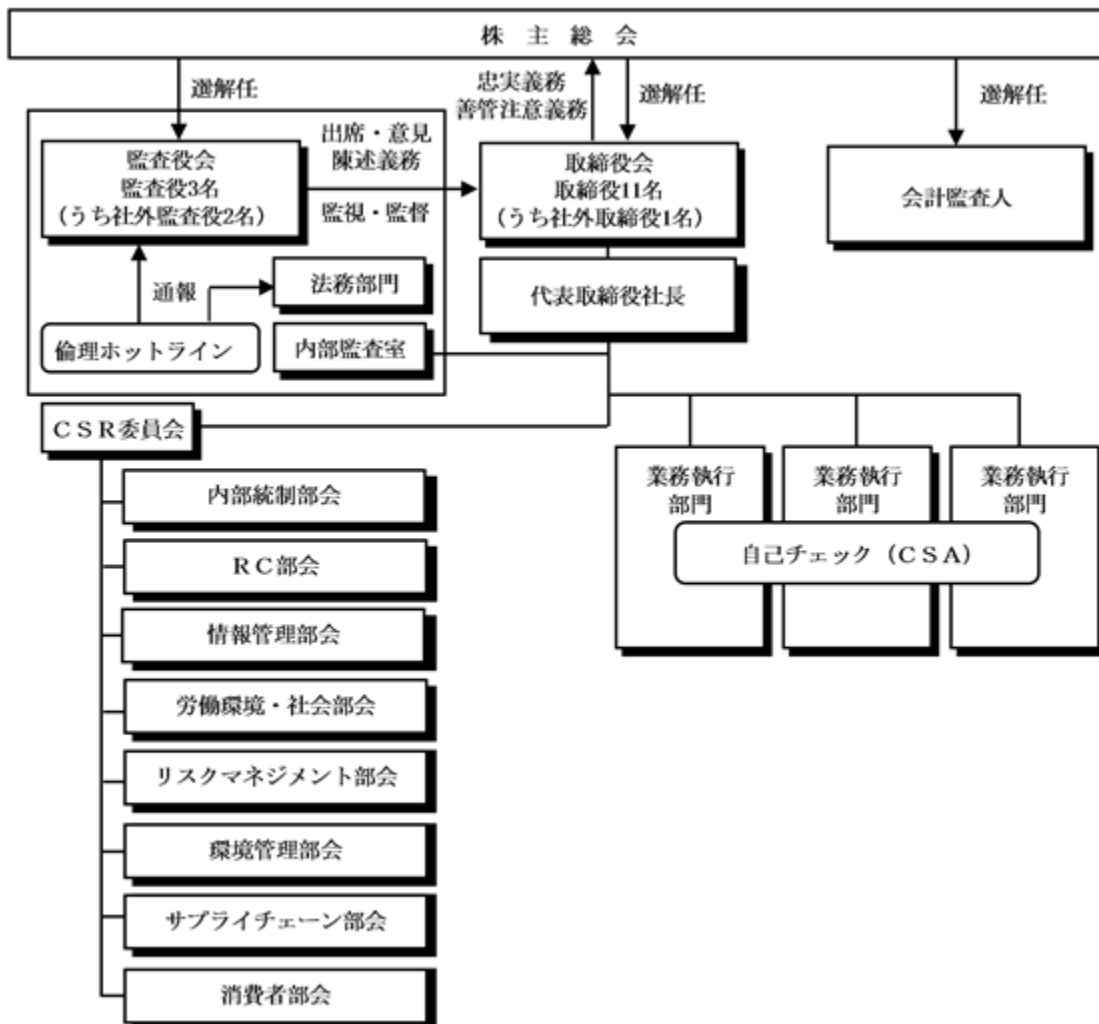 株主総会
選解任
忠実義務
善管注意義務
選解任
選解任
監査役会
監査役3名
(うち社外監査役2名)
出席・意見
陳述義務
監視・監督
取締役会
取締役11名
(うち社外取締役1名)
会計監査人
通報
法務部門
代表取締役社長
倫理ホットライン
内部監査室
CSR委員会
業務執行
部門
業務執行
部門
業務執行
部門
自己チェック(CSA)
内部統制部会
RC部会
情報管理部会
労働環境・社会部会
リスクマネジメント部会
環境管理部会
サプライチェーン部会
消費者部会